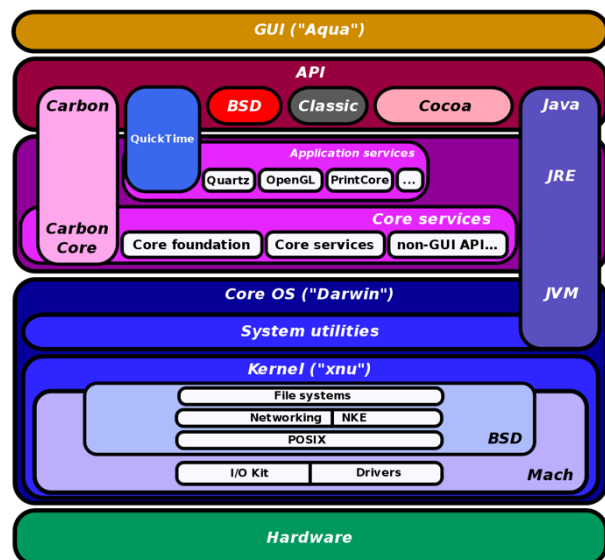 GUI ("Aqua")
API
Carbon
QuickTime
BSD
Classic
Cocoa
Java
Application services
Quartz
OpenGL
PrintCore
...
JRE
Core services
Carbon
Core
Core foundation
Core services
non-GUI API...
Core OS ("Darwin")
JVM
System utilities
Kernel ("xnu")
File systems
Networking
NKE
POSIX
BSD
I/O Kit
Drivers
Mach
Hardware